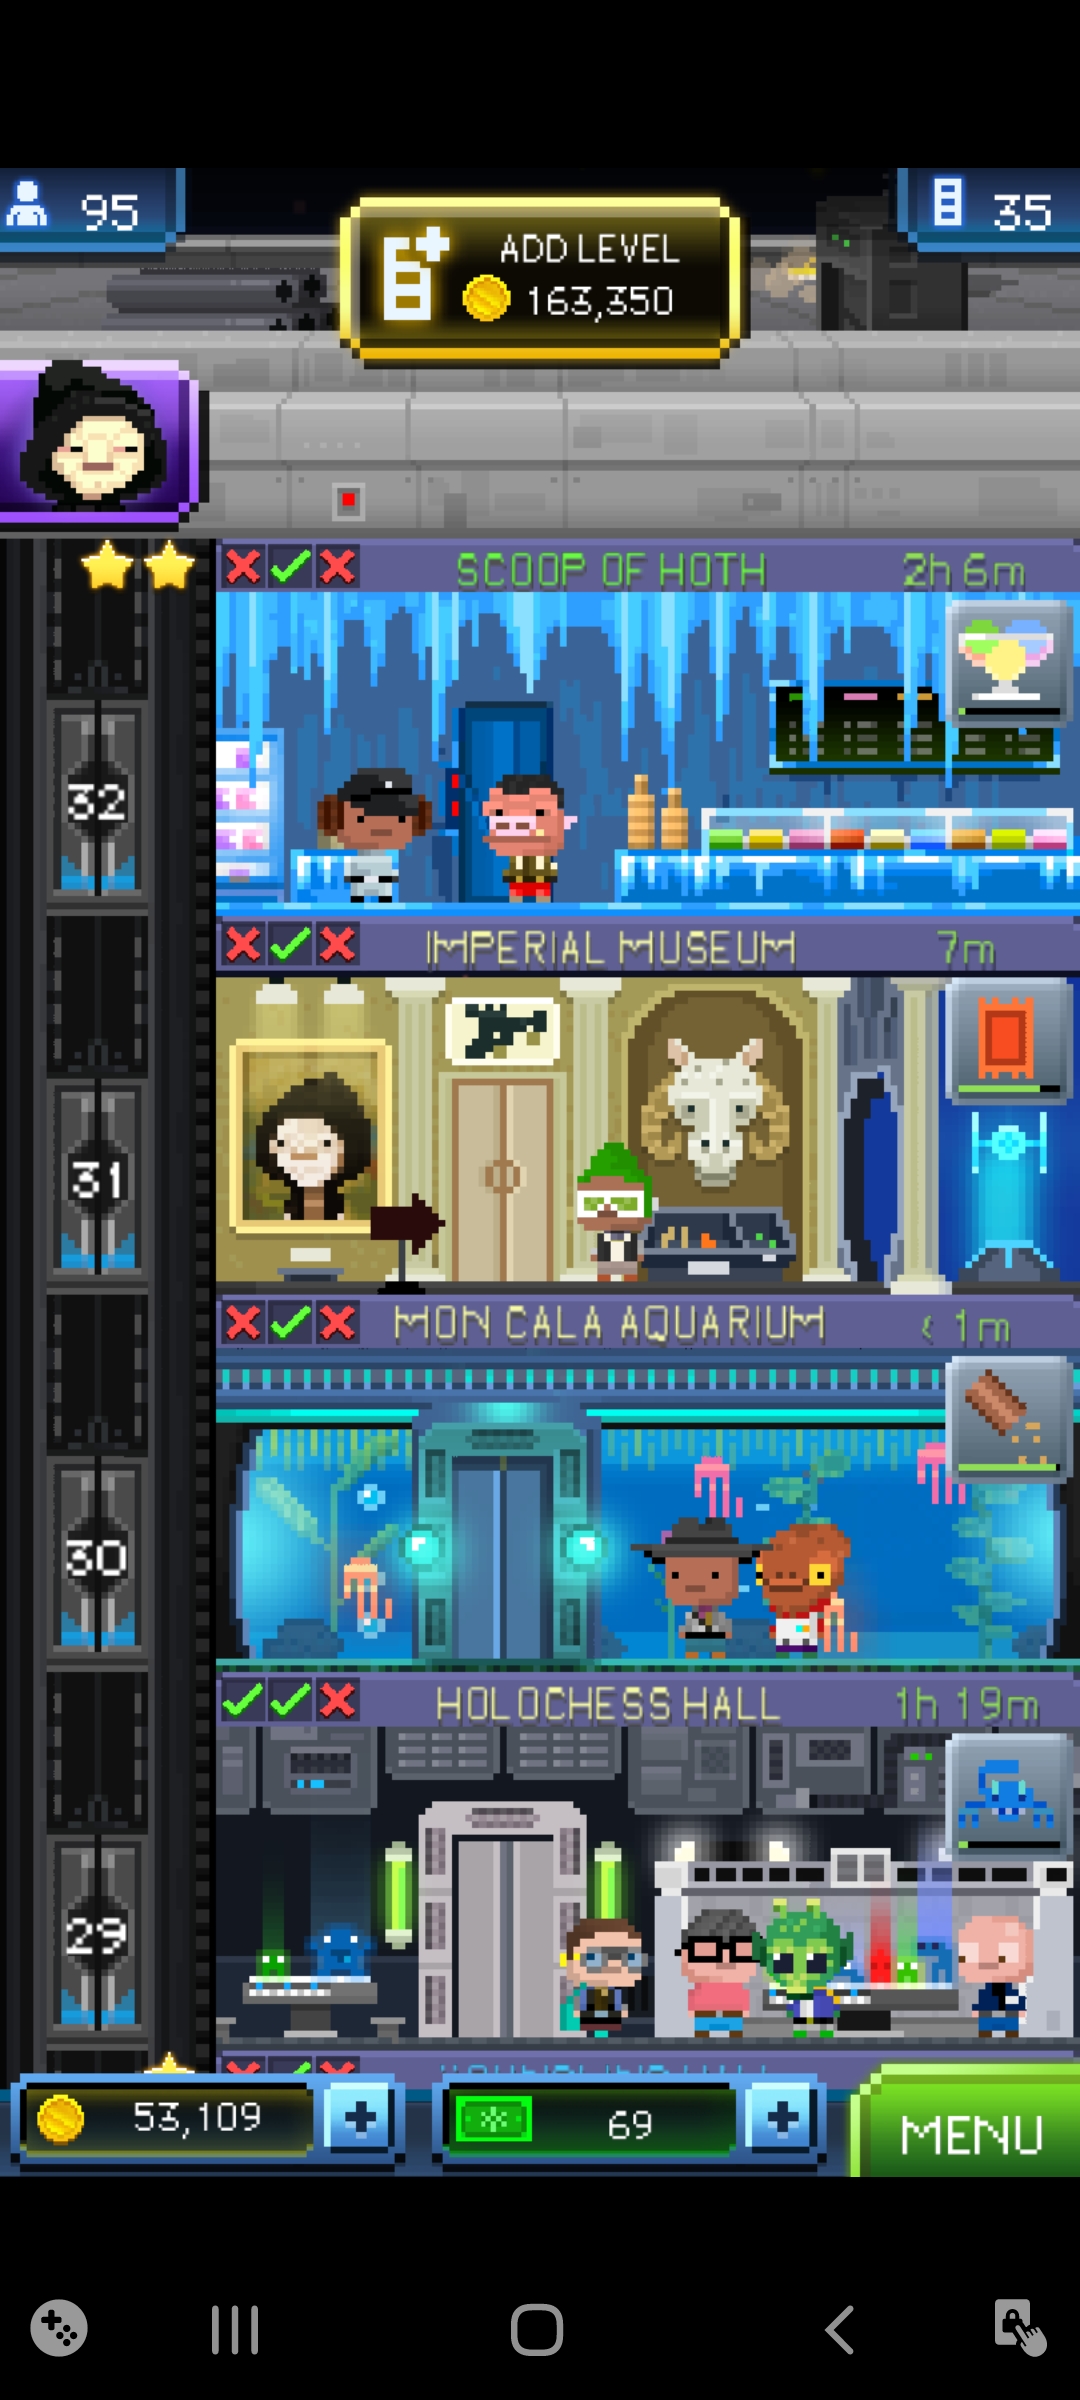 95
ADD LEVEL
163,350
35
SCOOP OF HOTH 2h 6m
32
IMPERIAL MUSEUM 7m
31
MON CALA AQUARIUM < 1m
30
HOLOCHESS HALL 1h 19m
29
53,109
69
MENU